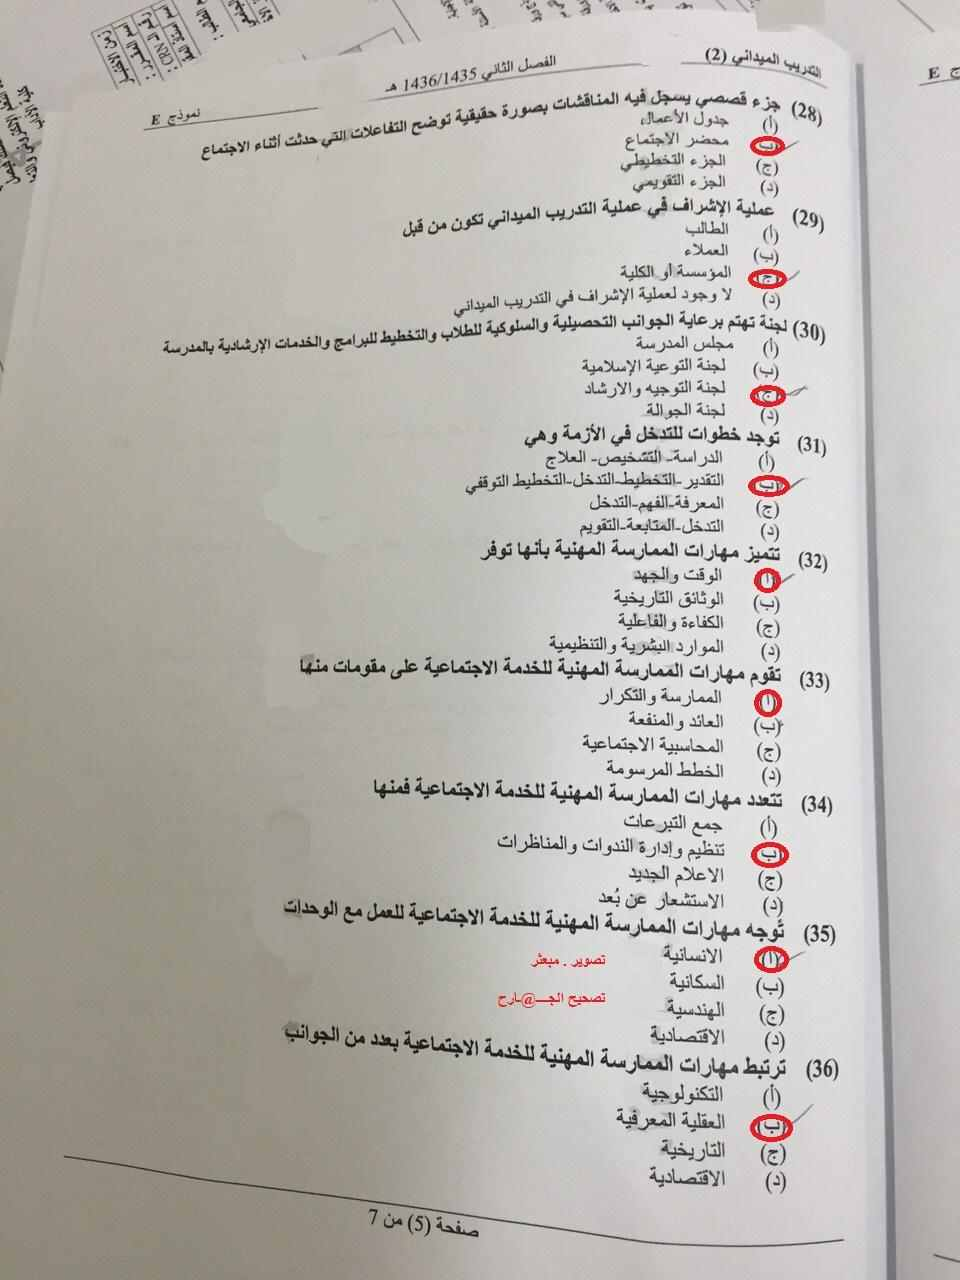 التدريب الميداني (2)
الفصل الثاني 1436/1435 هـ
نموذج E
(28) جزء قصصي يسجل فيه المناقشات بصورة حقيقية توضح التفاعلات التي حدثت أثناء الاجتماع
(أ) جدول الأعمال
(ب) محضر الاجتماع
(ج) الجزء التخطيطي
(د) الجزء التقويمي
(29) عملية الإشراف في عملية التدريب الميداني تكون من قبل
(أ) الطالب
(ب) العملاء
(ج) المؤسسة أو الكلية
(د) لا وجود لعملية الإشراف في التدريب الميداني
(30) لجنة تهتم برعاية الجوانب التحصيلية والسلوكية للطلاب والتخطيط للبرامج والخدمات الإرشادية بالمدرسة
(أ) مجلس المدرسة
(ب) لجنة التوعية الإسلامية
(ج) لجنة التوجيه والارشاد
(د) لجنة الجوالة
(31) توجد خطوات للتدخل في الأزمة وهي
(أ) الدراسة- التشخيص- العلاج
(ب) التقدير-التخطيط-التدخل-التخطيط التوقفي
(ج) المعرفة-الفهم-التدخل
(د) التدخل-المتابعة-التقويم
(32) تتميز مهارات الممارسة المهنية بأنها توفر
(أ) الوقت والجهد
(ب) الوثائق التاريخية
(ج) الكفاءة والفاعلية
(د) الموارد البشرية والتنظيمية
(33) تقوم مهارات الممارسة المهنية للخدمة الاجتماعية على مقومات منها
(أ) الممارسة والتكرار
(ب) العائد والمنفعة
(ج) المحاسبية الاجتماعية
(د) الخطط المرسومة
(34) تتعدد مهارات الممارسة المهنية للخدمة الاجتماعية فمنها
(أ) جمع التبرعات
(ب) تنظيم وإدارة الندوات والمناظرات
(ج) الاعلام الجديد
(د) الاستشعار عن بُعد
(35) تُوجه مهارات الممارسة المهنية للخدمة الاجتماعية للعمل مع الوحدات
(أ) الانسانية
تصوير . مبعثر
(ب) السكانية
تصحيح الجــ@ـارح
(ج) الهندسية
(د) الاقتصادية
(36) ترتبط مهارات الممارسة المهنية للخدمة الاجتماعية بعدد من الجوانب
(أ) التكنولوجية
(ب) العقلية المعرفية
(ج) التاريخية
(د) الاقتصادية
صفحة (5) من 7